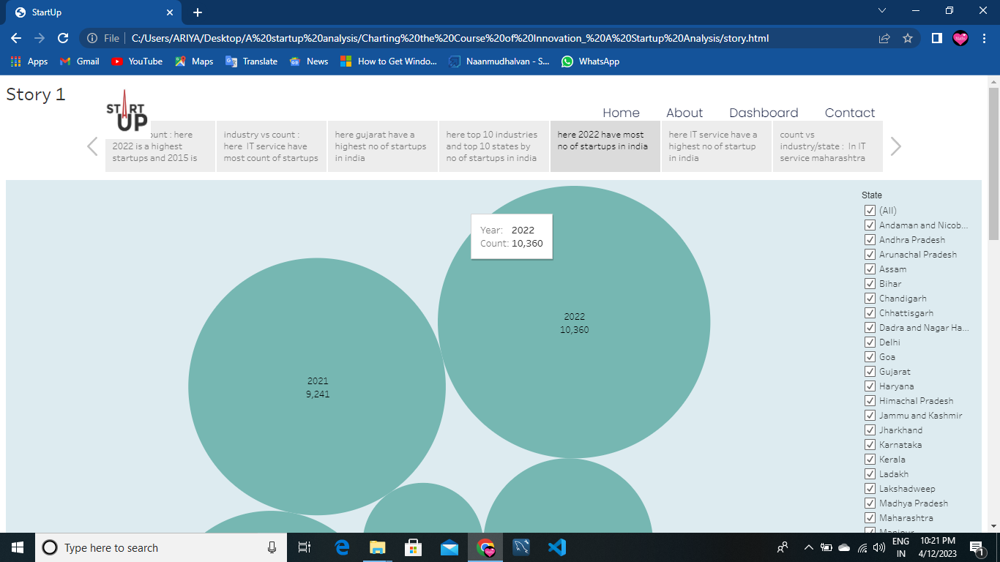 StartUp
File
C:/Users/ARIYA/Desktop/A%20startup%20analysis/Charting%20the%20Course%20of%20Innovation_%20A%20Startup%20Analysis/story.html
Apps
Gmail
YouTube
Maps
Translate
News
How to Get Windo...
Naanmudhalvan - S...
WhatsApp
Story 1
START
UP
Home
About
Dashboard
Contact
ount : here
2022 is a highest
startups and 2015 is
industry vs count :
here  IT service have
most count of startups
here gujarat have a
highest no of startups
in india
here top 10 industries
and top 10 states by
no of startups in india
here 2022 have most
no of startups in india
here IT service have a
highest no of startup
in india
count vs
industry/state :  In IT
service maharashtra
Year: 2022
Count: 10,360
2022
10,360
2021
9,241
State
(All)
Andaman and Nicob...
Andhra Pradesh
Arunachal Pradesh
Assam
Bihar
Chandigarh
Chhattisgarh
Dadra and Nagar Ha...
Delhi
Goa
Gujarat
Haryana
Himachal Pradesh
Jammu and Kashmir
Jharkhand
Karnataka
Kerala
Ladakh
Lakshadweep
Madhya Pradesh
Maharashtra
Manipur
Type here to search
ENG
IN
10:21 PM
4/12/2023
1